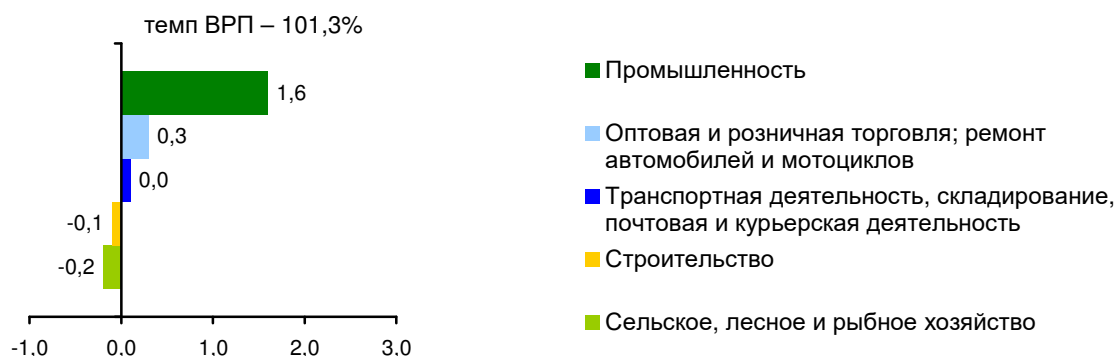 темп ВРП – 101,3%
1,6
0,3
0,0
-0,1
-0,2
-1,0 0,0 1,0 2,0 3,0
Промышленность
Оптовая и розничная торговля; ремонт
автомобилей и мотоциклов
Транспортная деятельность, складирование,
почтовая и курьерская деятельность
Строительство
Сельское, лесное и рыбное хозяйство